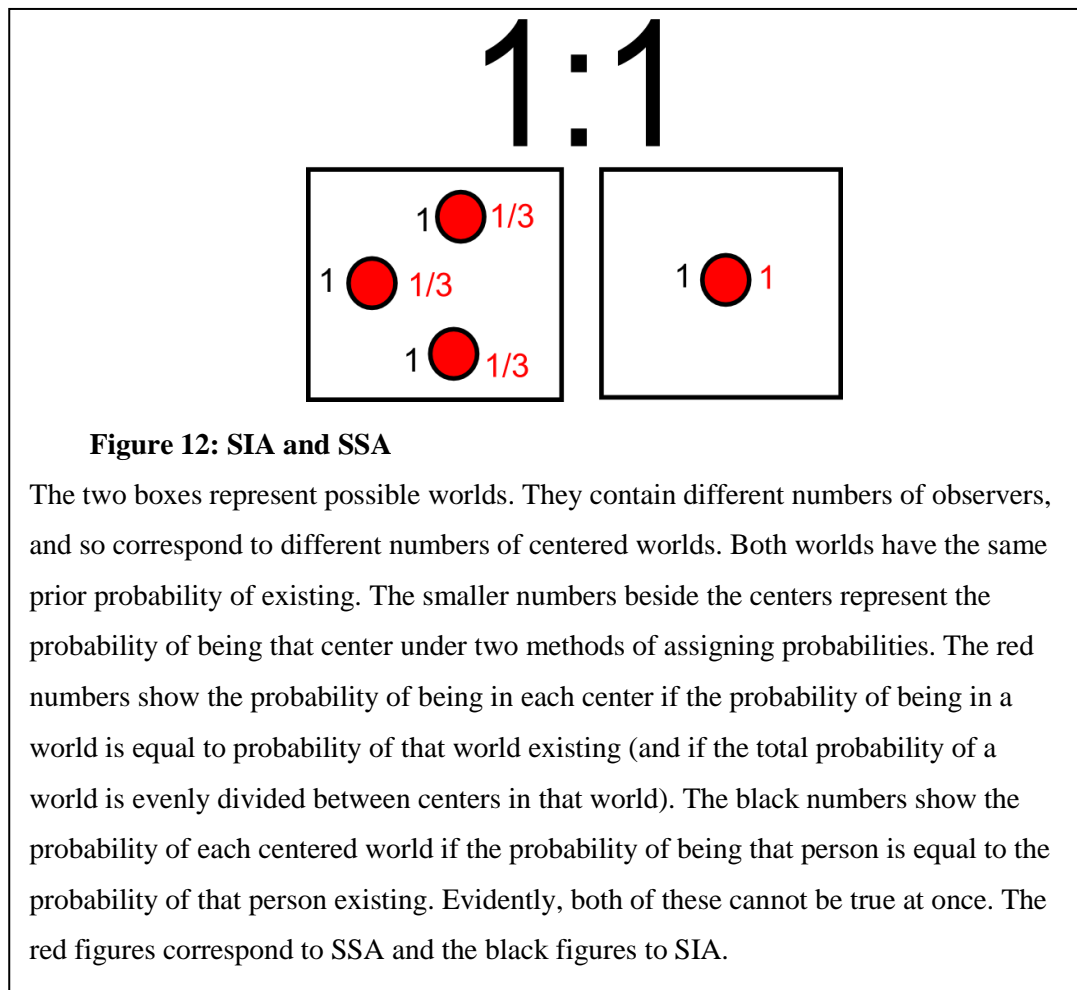 1:1
1 1/3
1 1/3
1 1/3
1 1
Figure 12: SIA and SSA
The two boxes represent possible worlds. They contain different numbers of observers,
and so correspond to different numbers of centered worlds. Both worlds have the same
prior probability of existing. The smaller numbers beside the centers represent the
probability of being that center under two methods of assigning probabilities. The red
numbers show the probability of being in each center if the probability of being in a
world is equal to probability of that world existing (and if the total probability of a
world is evenly divided between centers in that world). The black numbers show the
probability of each centered world if the probability of being that person is equal to the
probability of that person existing. Evidently, both of these cannot be true at once. The
red figures correspond to SSA and the black figures to SIA.